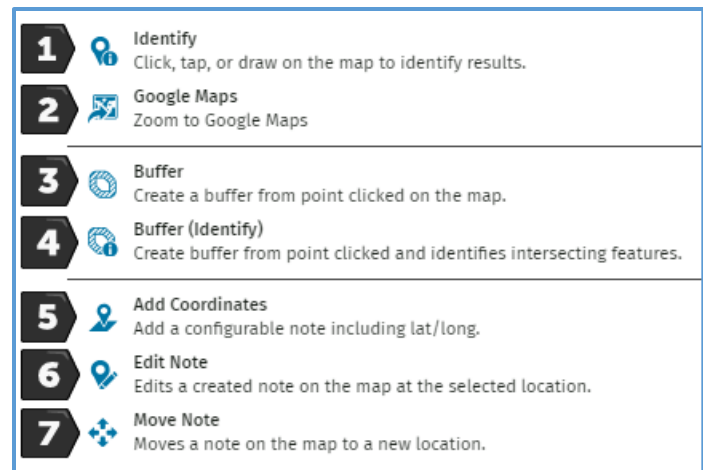 1 Identify
Click, tap, or draw on the map to identify results.
2 Google Maps
Zoom to Google Maps
3 Buffer
Create a buffer from point clicked on the map.
4 Buffer (Identify)
Create buffer from point clicked and identifies intersecting features.
5 Add Coordinates
Add a configurable note including lat/long.
6 Edit Note
Edits a created note on the map at the selected location.
7 Move Note
Moves a note on the map to a new location.